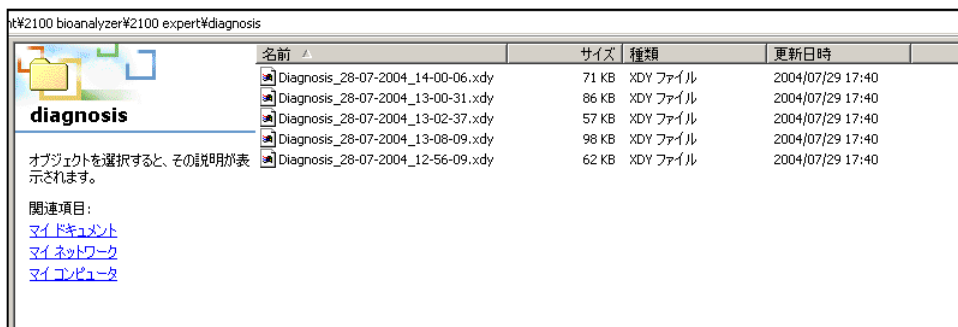 nt¥2100 bioanalyzer¥2100 expert¥diagnosis
名前 サイズ 種類 更新日時
Diagnosis_28-07-2004_14-00-06.xdy 71 KB XDY ファイル 2004/07/29 17:40
Diagnosis_28-07-2004_13-00-31.xdy 86 KB XDY ファイル 2004/07/29 17:40
Diagnosis_28-07-2004_13-02-37.xdy 57 KB XDY ファイル 2004/07/29 17:40
Diagnosis_28-07-2004_13-08-09.xdy 98 KB XDY ファイル 2004/07/29 17:40
Diagnosis_28-07-2004_12-56-09.xdy 62 KB XDY ファイル 2004/07/29 17:40
diagnosis
オブジェクトを選択すると、その説明が表
示されます。
関連項目:
マイ ドキュメント
マイ ネットワーク
マイ コンピュータ